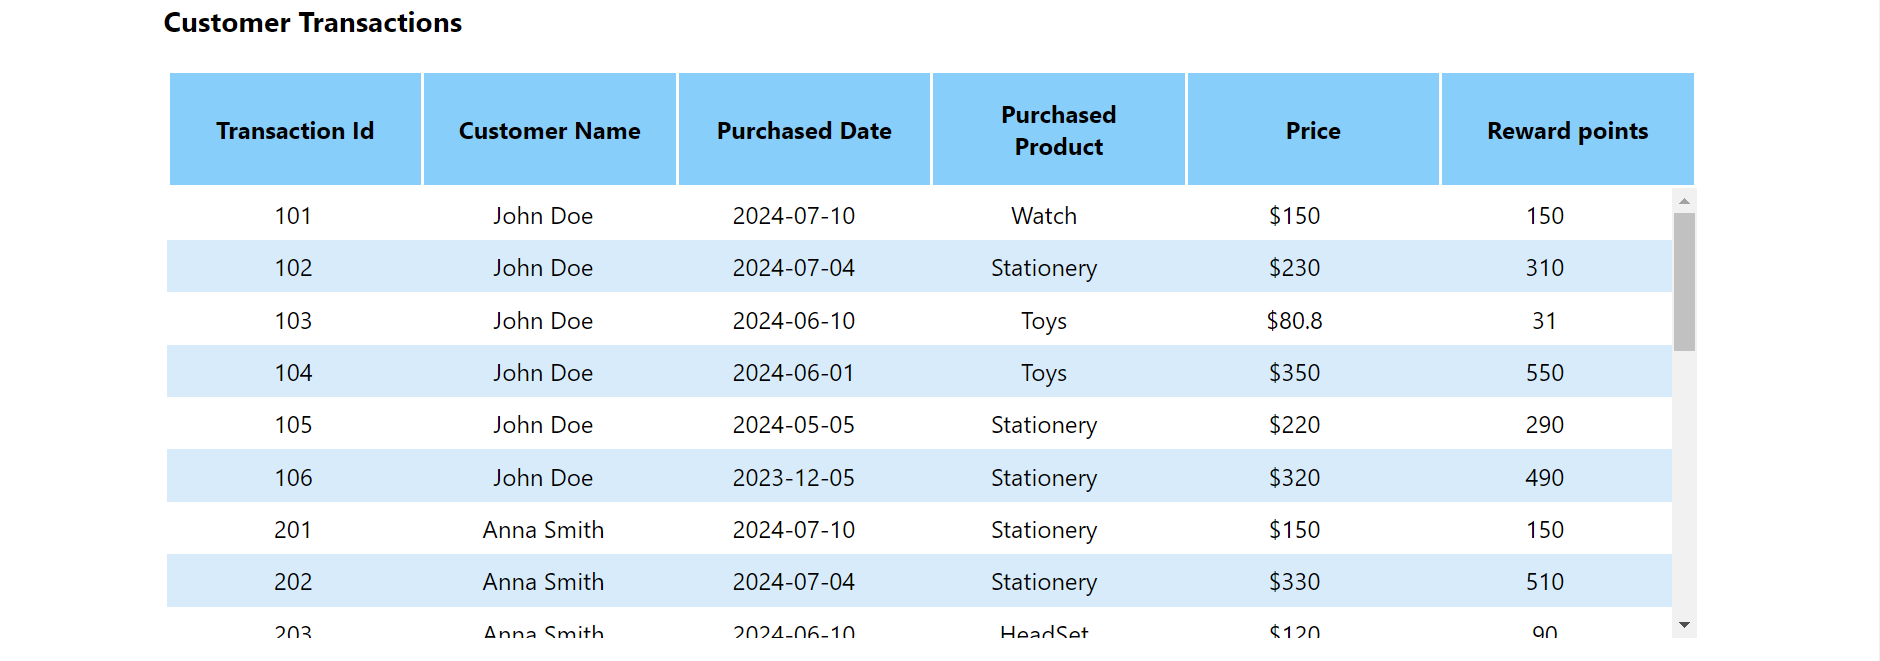 Customer Transactions
Transaction Id Customer Name Purchased Date Purchased Product Price Reward points
101 John Doe 2024-07-10 Watch $150 150
102 John Doe 2024-07-04 Stationery $230 310
103 John Doe 2024-06-10 Toys $80.8 31
104 John Doe 2024-06-01 Toys $350 550
105 John Doe 2024-05-05 Stationery $220 290
106 John Doe 2023-12-05 Stationery $320 490
201 Anna Smith 2024-07-10 Stationery $150 150
202 Anna Smith 2024-07-04 Stationery $330 510
203 Anna Smith 2024-06-10 HeadSet $120 90